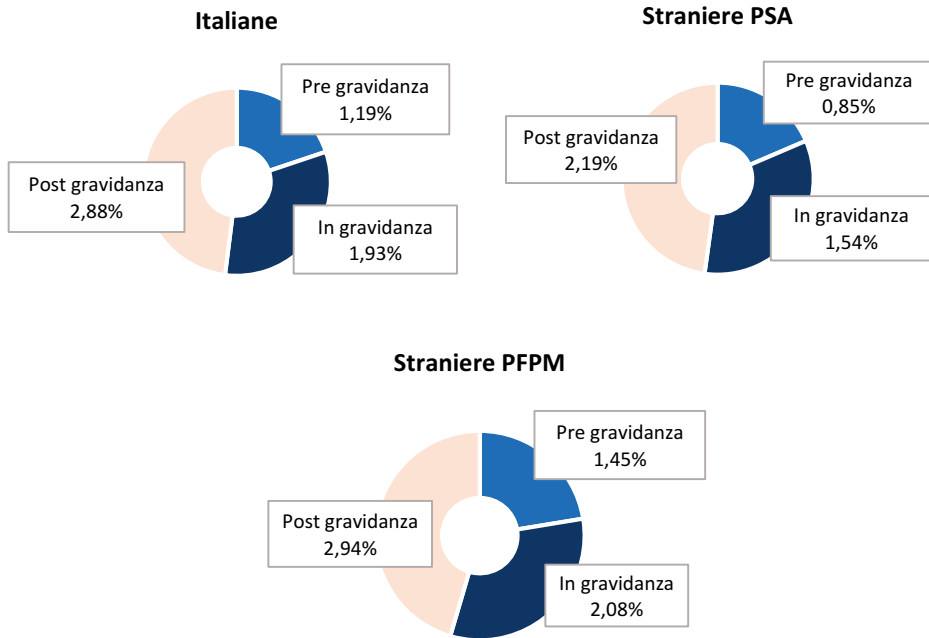 Italiane
Pre gravidanza
1,19%
Post gravidanza
2,88%
In gravidanza
1,93%
Straniere PSA
Pre gravidanza
0,85%
Post gravidanza
2,19%
In gravidanza
1,54%
Straniere PFPM
Pre gravidanza
1,45%
Post gravidanza
2,94%
In gravidanza
2,08%